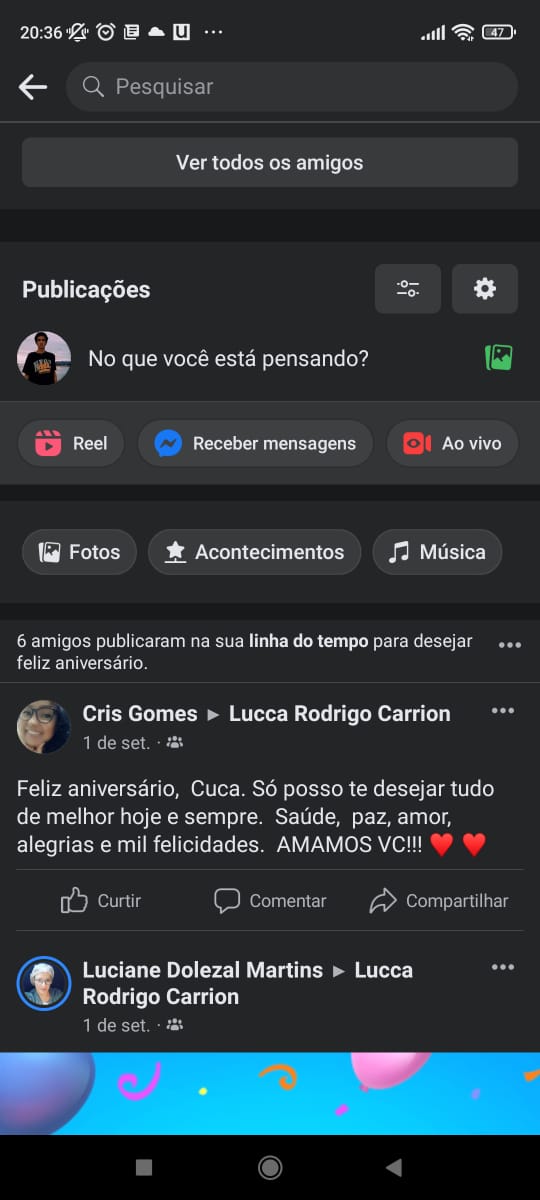 20:36
47
Pesquisar
Ver todos os amigos
Publicações
No que você está pensando?
Reel
Receber mensagens
Ao vivo
Fotos
Acontecimentos
Música
6 amigos publicaram na sua linha do tempo para desejar
feliz aniversário.
Cris Gomes ▸ Lucca Rodrigo Carrion
1 de set. ·
Feliz aniversário, Cuca. Só posso te desejar tudo
de melhor hoje e sempre. Saúde, paz, amor,
alegrias e mil felicidades. AMAMOS VC!!! ♥️ ♥️
Curtir
Comentar
Compartilhar
Luciane Dolezal Martins ▸ Lucca
Rodrigo Carrion
1 de set. ·